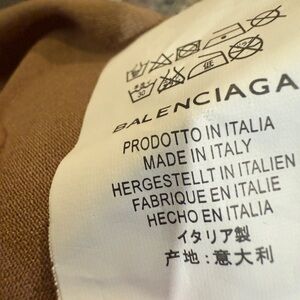 BALENCIAGA
PRODOTTO IN ITALIA
MADE IN ITALY
HERGESTELLT IN ITALIEN
FABRIQUE EN ITALIE
HECHO EN ITALIA
イタリア製
产地:意大利